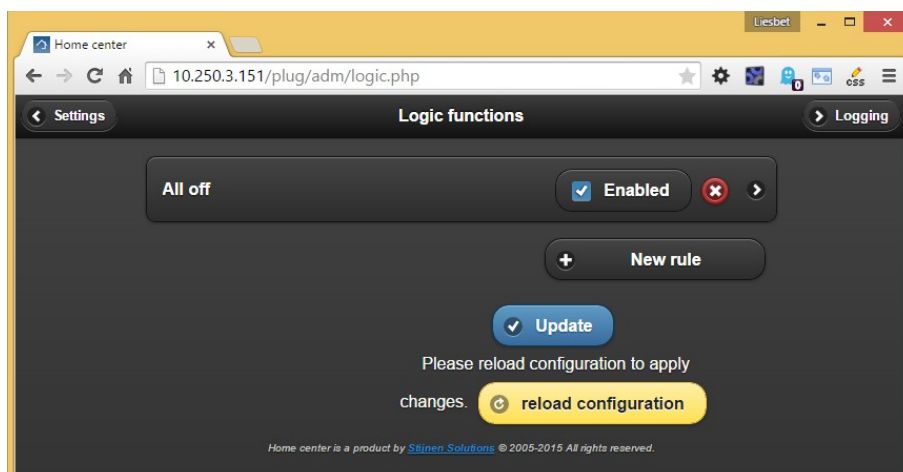 Liesbet
Home center
10.250.3.151/plug/adm/logic.php
0
css
Settings
Logic functions
Logging
All off
Enabled
New rule
Update
Please reload configuration to apply
changes. reload configuration
Home center is a product by Stijnen Solutions © 2005-2015 All rights reserved.